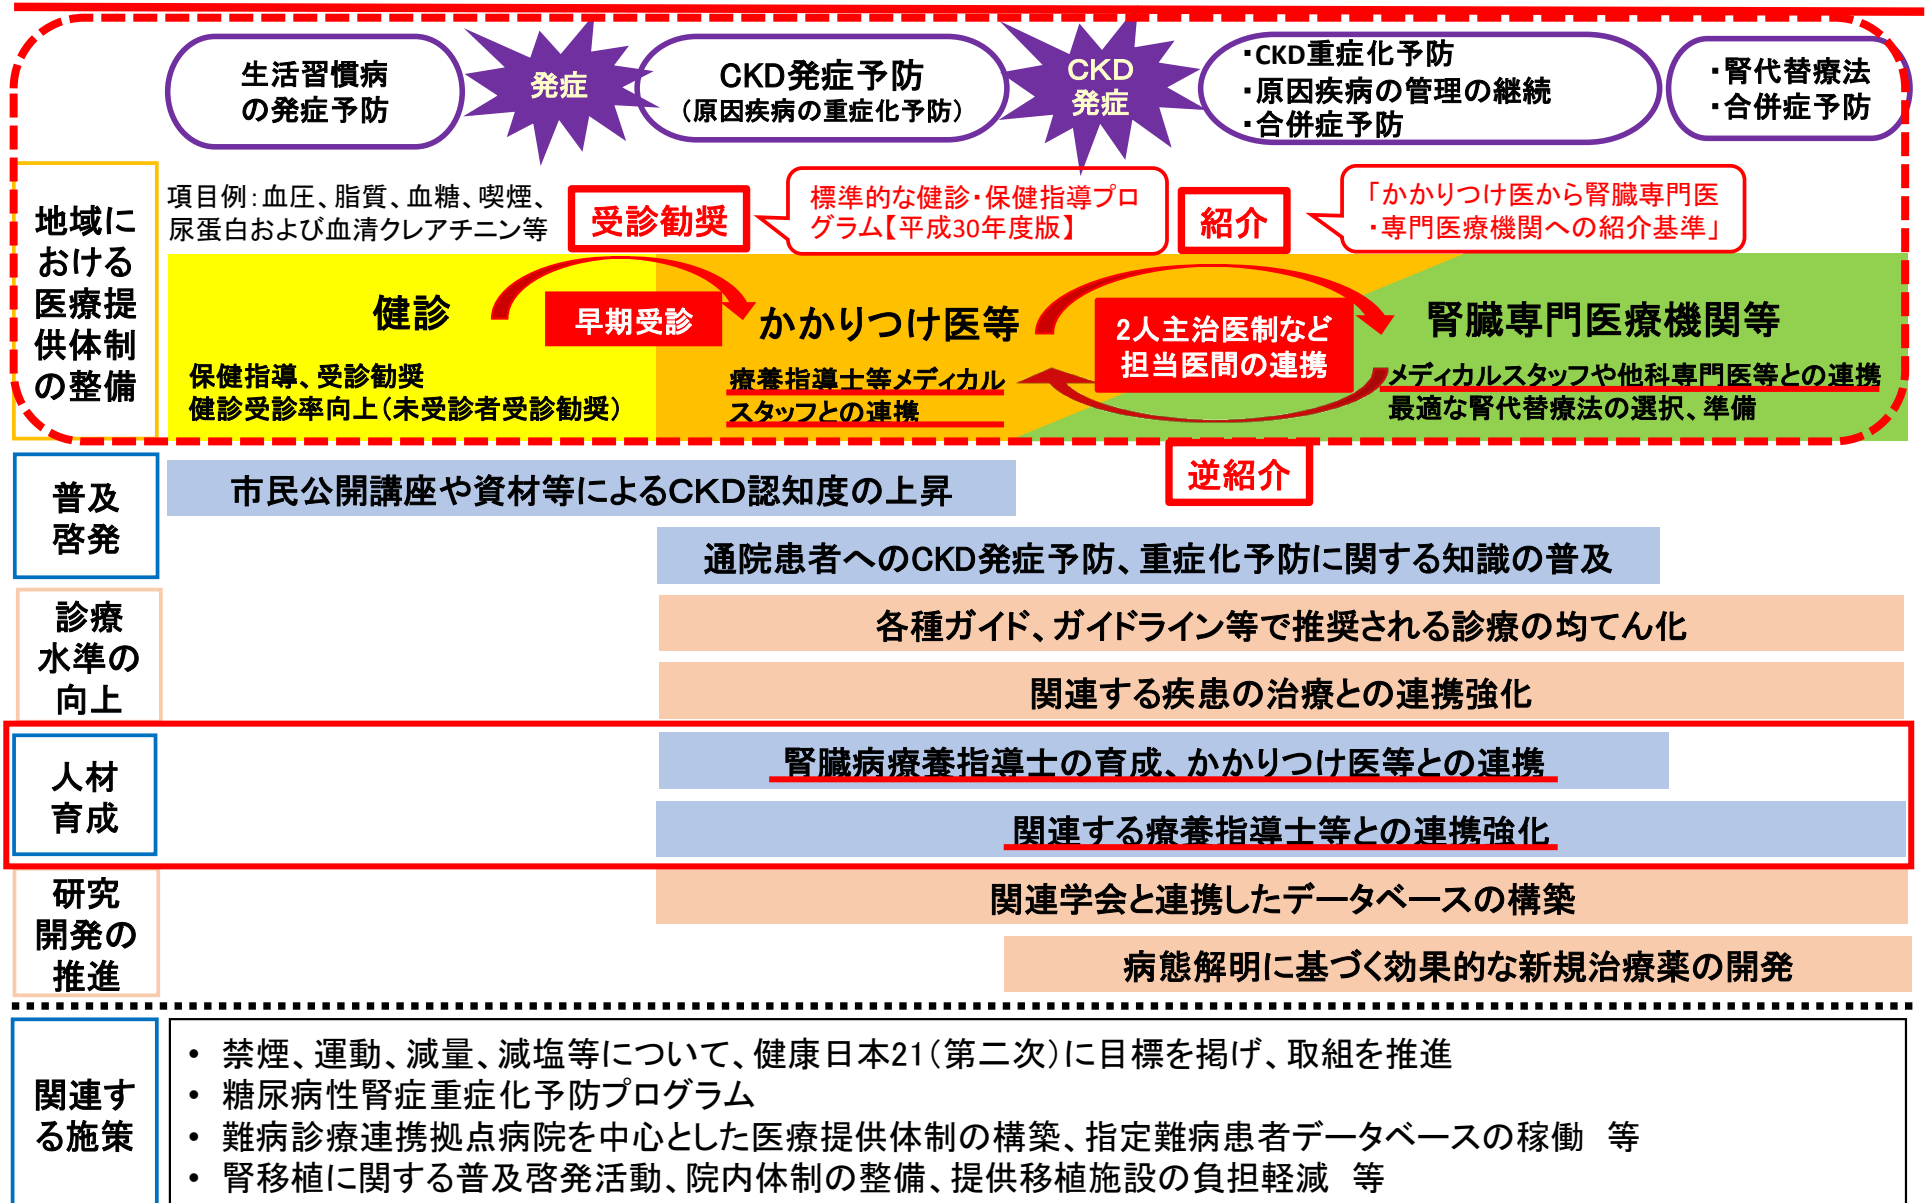 生活習慣病
の発症予防
発症
CKD発症予防
(原因疾病の重症化予防)
CKD
発症
・CKD重症化予防
・原因疾病の管理の継続
・合併症予防
・腎代替療法
・合併症予防
地域に
おける
医療提
供体制
の整備
項目例:血圧、脂質、血糖、喫煙、
尿蛋白および血清クレアチニン等
受診勧奨
標準的な健診・保健指導プロ
グラム【平成30年度版】
紹介
「かかりつけ医から腎臓専門医
・専門医療機関への紹介基準」
健診
早期受診
かかりつけ医等
2人主治医制など
担当医間の連携
腎臓専門医療機関等
保健指導、受診勧奨
健診受診率向上(未受診者受診勧奨)
療養指導士等メディカル
スタッフとの連携
メディカルスタッフや他科専門医等との連携
最適な腎代替療法の選択、準備
逆紹介
普及
啓発
市民公開講座や資材等によるCKD認知度の上昇
通院患者へのCKD発症予防、重症化予防に関する知識の普及
診療
水準の
向上
各種ガイド、ガイドライン等で推奨される診療の均てん化
関連する疾患の治療との連携強化
人材
育成
腎臓病療養指導士の育成、かかりつけ医等との連携
関連する療養指導士等との連携強化
研究
開発の
推進
関連学会と連携したデータベースの構築
病態解明に基づく効果的な新規治療薬の開発
関連す
る施策
• 禁煙、運動、減量、減塩等について、健康日本21(第二次)に目標を掲げ、取組を推進
• 糖尿病性腎症重症化予防プログラム
• 難病診療連携拠点病院を中心とした医療提供体制の構築、指定難病患者データベースの稼働 等
• 腎移植に関する普及啓発活動、院内体制の整備、提供移植施設の負担軽減 等